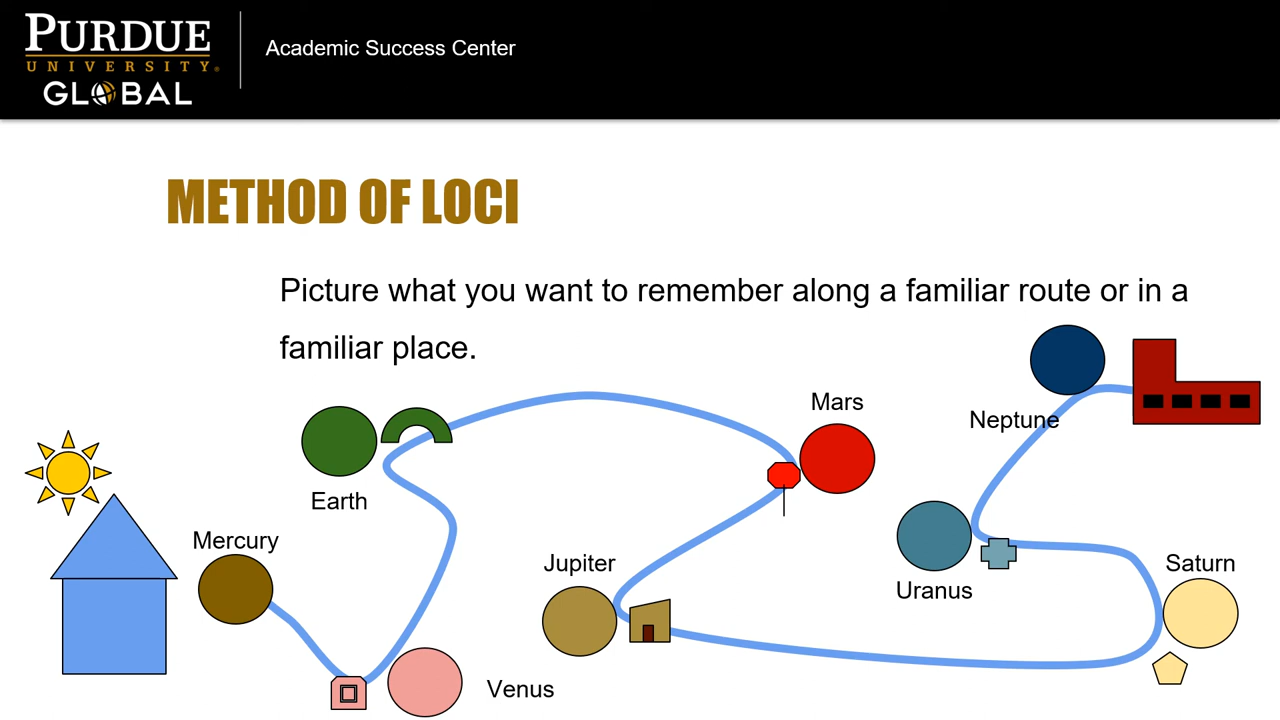 PURDUE
UNIVERSITY®
GLOBAL
Academic Success Center
METHOD OF LOCI
Picture what you want to remember along a familiar route or in a
familiar place.
Mars
Neptune
Earth
Mercury
Jupiter
Saturn
Uranus
Venus